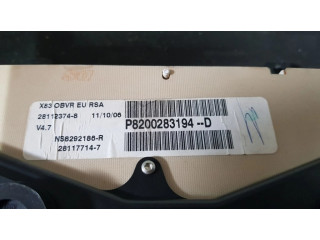 X83 OBVR EU RSA
28112374-8 11/10/06
V4.7
P8200283194--D
NS8292186-R
28117714-7